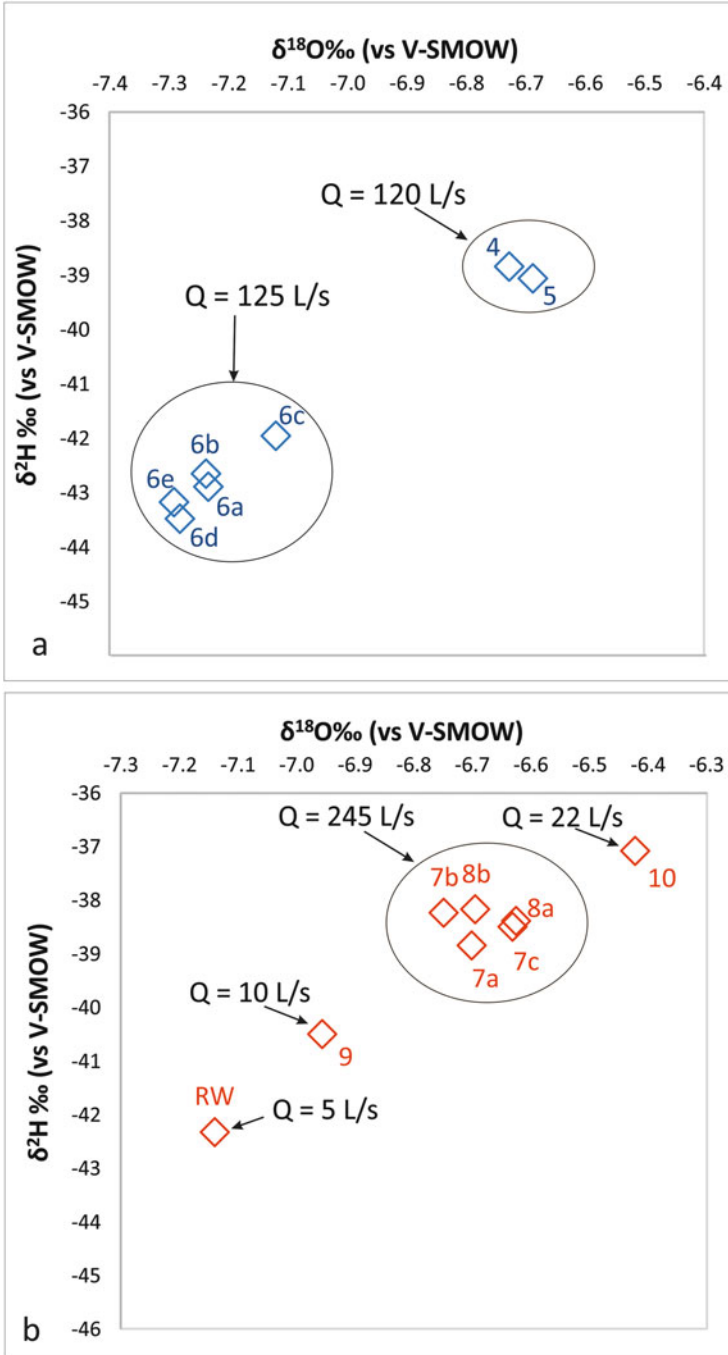 δ¹⁸O‰ (vs V-SMOW)
-7.4 -7.3 -7.2 -7.1 -7.0 -6.9 -6.8 -6.7 -6.6 -6.5 -6.4
δ²H ‰ (vs V-SMOW)
-36
-37
-38
-39
-40
-41
-42
-43
-44
-45
Q = 120 L/s
4
5
Q = 125 L/s
6c
6b
6e
6a
6d
a
δ¹⁸O‰ (vs V-SMOW)
-7.3 -7.2 -7.1 -7.0 -6.9 -6.8 -6.7 -6.6 -6.5 -6.4 -6.3
δ²H ‰ (vs V-SMOW)
-36
-37
-38
-39
-40
-41
-42
-43
-44
-45
-46
Q = 245 L/s
Q = 22 L/s
10
7b 8b
8a
7c
7a
Q = 10 L/s
9
RW
Q = 5 L/s
b